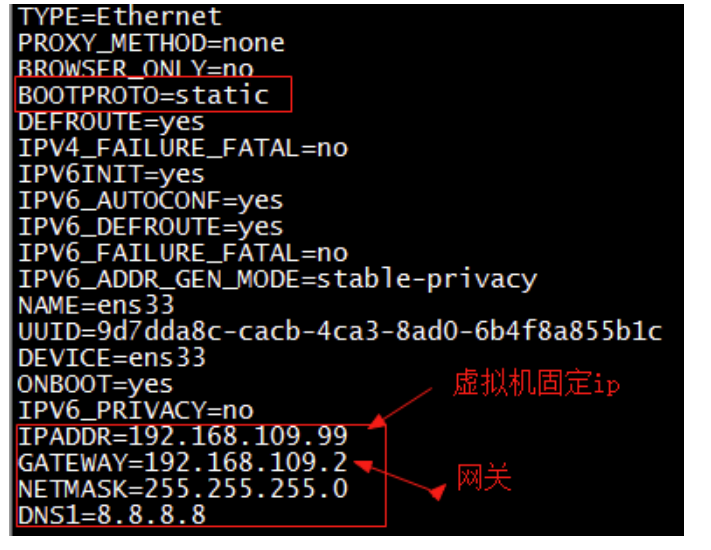 TYPE=Ethernet
PROXY_METHOD=none
BROWSER_ONLY=no
BOOTPROTO=static
DEFROUTE=yes
IPV4_FAILURE_FATAL=no
IPV6INIT=yes
IPV6_AUTOCONF=yes
IPV6_DEFROUTE=yes
IPV6_FAILURE_FATAL=no
IPV6_ADDR_GEN_MODE=stable-privacy
NAME=ens33
UUID=9d7dda8c-cacb-4ca3-8ad0-6b4f8a855b1c
DEVICE=ens33
ONBOOT=yes
虚拟机固定ip
IPV6_PRIVACY=no
IPADDR=192.168.109.99
GATEWAY=192.168.109.2
网关
NETMASK=255.255.255.0
DNS1=8.8.8.8